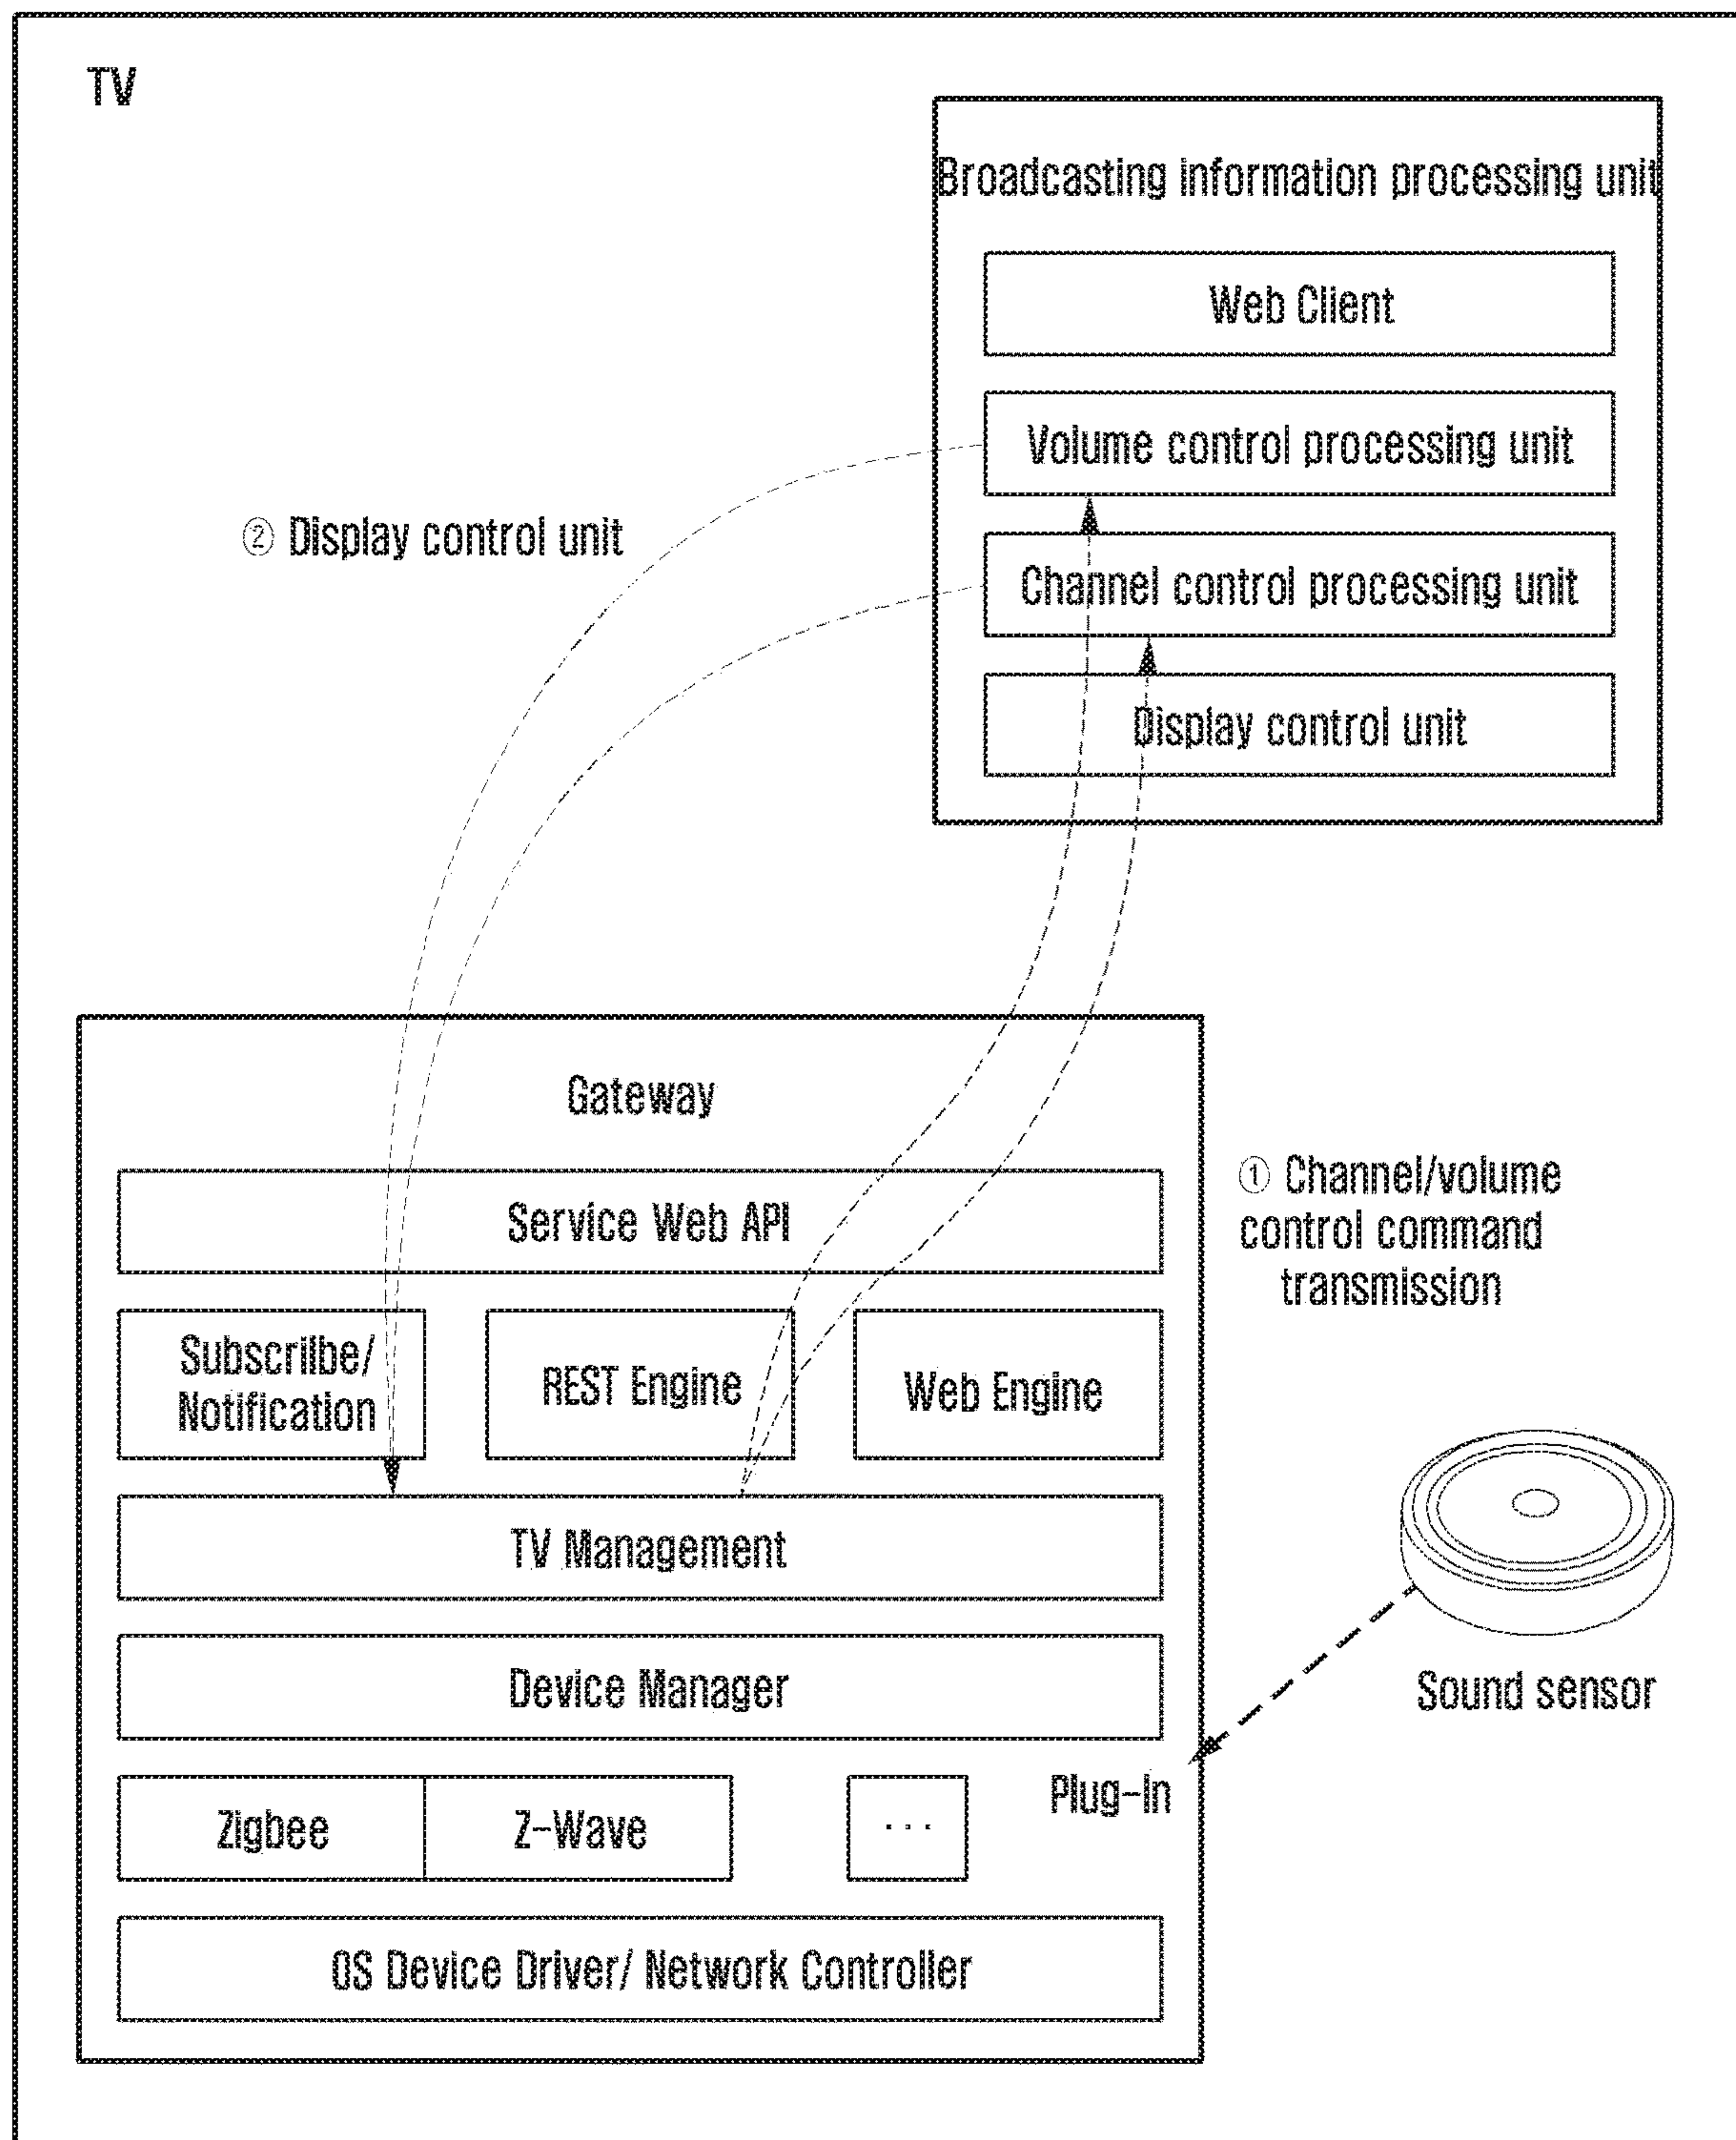 TV
Broadcasting information processing unit
Web Client
Volume control processing unit
② Display control unit
Channel control processing unit
Display control unit
Gateway
Service Web API
① Channel/volume
control command
transmission
Subscrilbe/
Notification
REST Engine
Web Engine
TV Management
Device Manager
Sound sensor
Plug-In
Zigbee
Z-Wave
...
OS Device Driver/ Network Controller